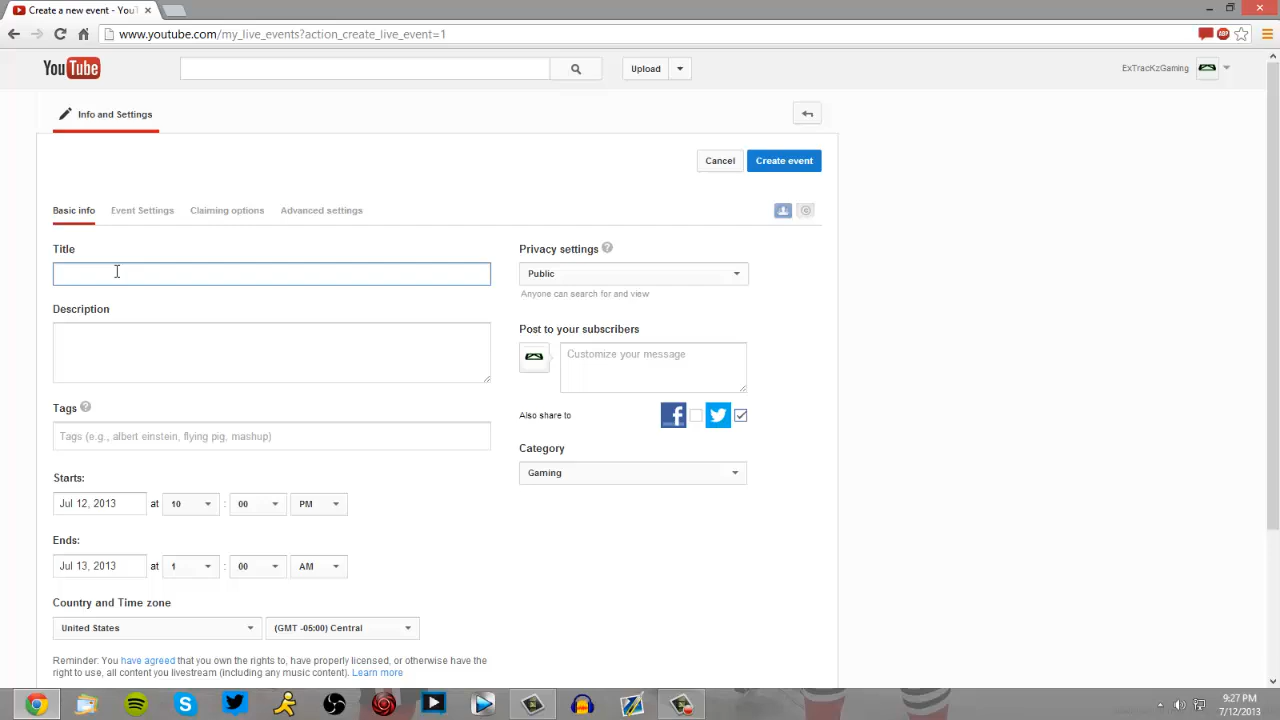 Create a new event - YouT
www.youtube.com/my_live_events?action_create_live_event=1
YouTube
Upload
ExTracKzGaming
Info and Settings
Cancel
Create event
Basic info
Event Settings
Claiming options
Advanced settings
Title
Privacy settings ?
Public
Anyone can search for and view
Description
Post to your subscribers
Customize your message
Tags ?
Also share to
Tags (e.g., albert einstein, flying pig, mashup)
Category
Gaming
Starts:
Jul 12, 2013 at 10 : 00 PM
Ends:
Jul 13, 2013 at 1 : 00 AM
Country and Time zone
United States
(GMT -05:00) Central
Reminder: You have agreed that you own the rights to, have properly licensed, or otherwise have the
right to use, all content you livestream (including any music content). Learn more
9:27 PM
7/12/2013